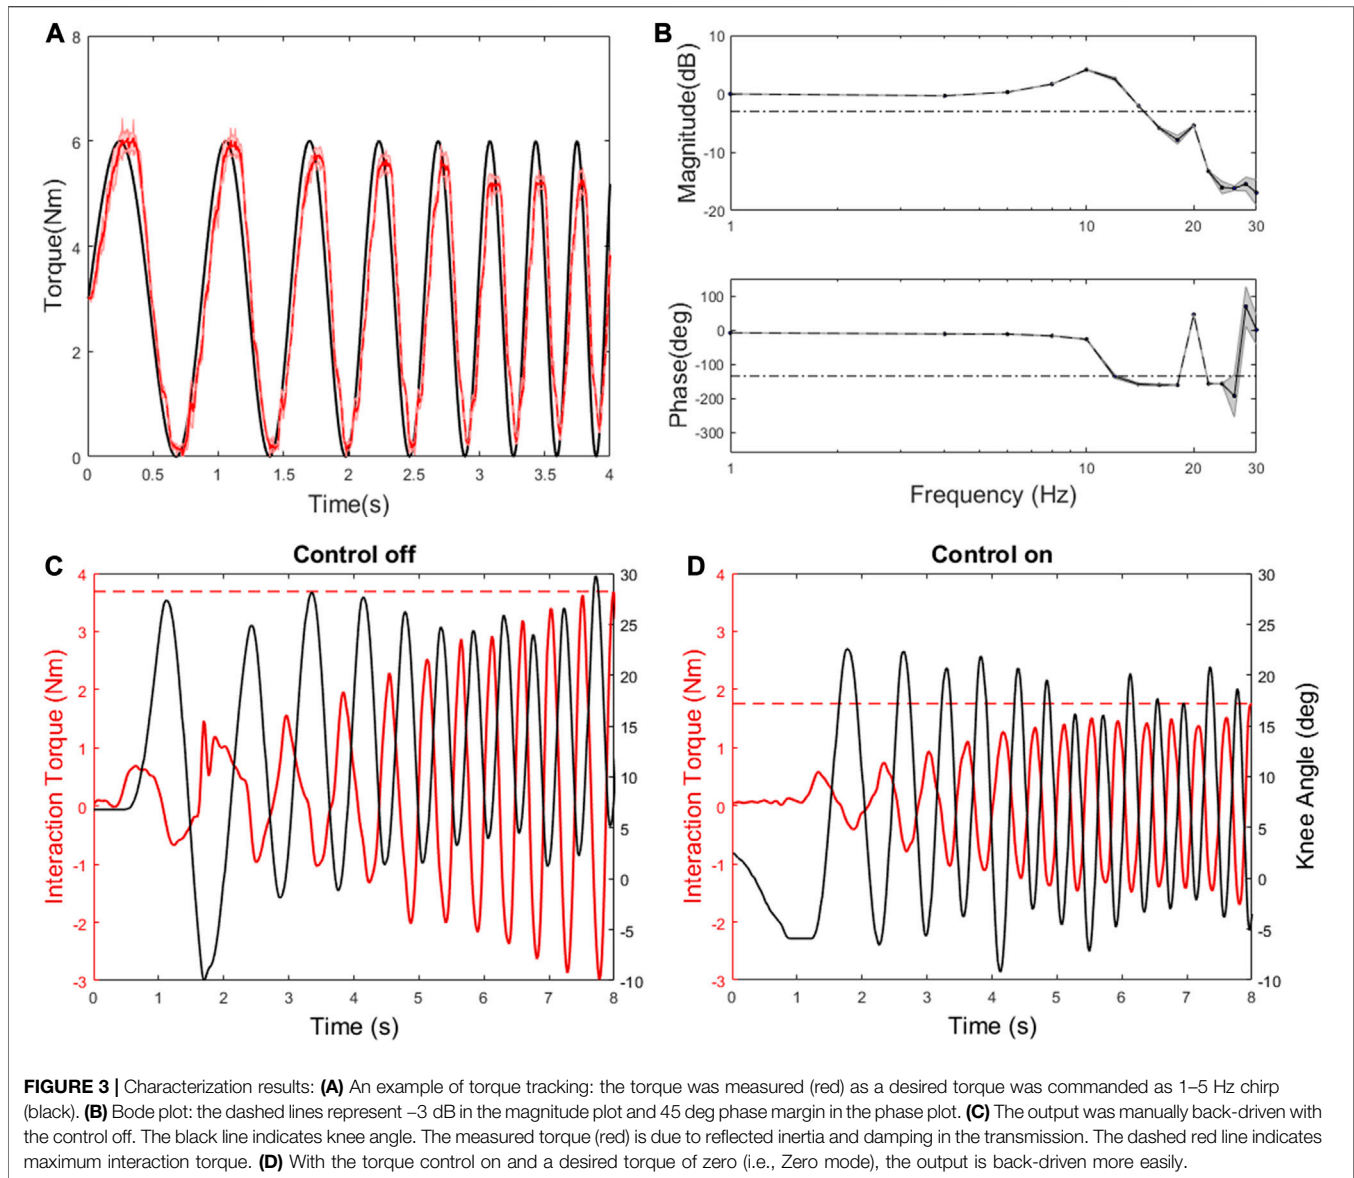 A
8
6
4
2
0
Torque(Nm)
0 0.5 1 1.5 2 2.5 3 3.5 4
Time(s)
B
10
0
-10
-20
Magnitude(dB)
1 10 20 30
100
0
-100
-200
-300
Phase(deg)
1 10 20 30
Frequency (Hz)
C
Control off
4
3
2
1
0
-1
-2
-3
Interaction Torque (Nm)
30
25
20
15
10
5
0
-5
-10
0 1 2 3 4 5 6 7 8
Time (s)
D
Control on
4
3
2
1
0
-1
-2
-3
Interaction Torque (Nm)
30
25
20
15
10
5
0
-5
-10
Knee Angle (deg)
0 1 2 3 4 5 6 7 8
Time (s)
FIGURE 3 | Characterization results: (A) An example of torque tracking: the torque was measured (red) as a desired torque was commanded as 1–5 Hz chirp
(black). (B) Bode plot: the dashed lines represent −3 dB in the magnitude plot and 45 deg phase margin in the phase plot. (C) The output was manually back-driven with
the control off. The black line indicates knee angle. The measured torque (red) is due to reflected inertia and damping in the transmission. The dashed red line indicates
maximum interaction torque. (D) With the torque control on and a desired torque of zero (i.e., Zero mode), the output is back-driven more easily.